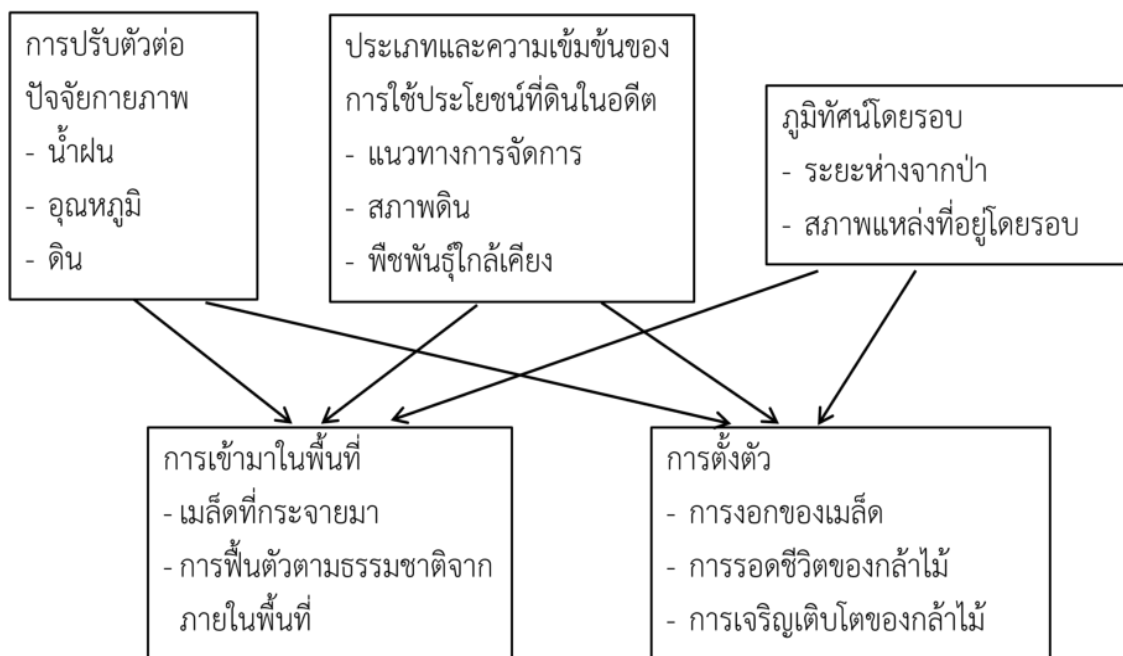 การปรับตัวต่อ
ปัจจัยกายภาพ
- น้ำฝน
- อุณหภูมิ
- ดิน
ประเภทและความเข้มข้นของ
การใช้ประโยชน์ที่ดินในอดีต
- แนวทางการจัดการ
- สภาพดิน
- พืชพันธุ์ใกล้เคียง
ภูมิทัศน์โดยรอบ
- ระยะห่างจากป่า
- สภาพแหล่งที่อยู่โดยรอบ
การเข้ามาในพื้นที่
- เมล็ดที่กระจายมา
- การฟื้นตัวตามธรรมชาติจาก
ภายในพื้นที่
การตั้งตัว
- การงอกของเมล็ด
- การรอดชีวิตของกล้าไม้
- การเจริญเติบโตของกล้าไม้